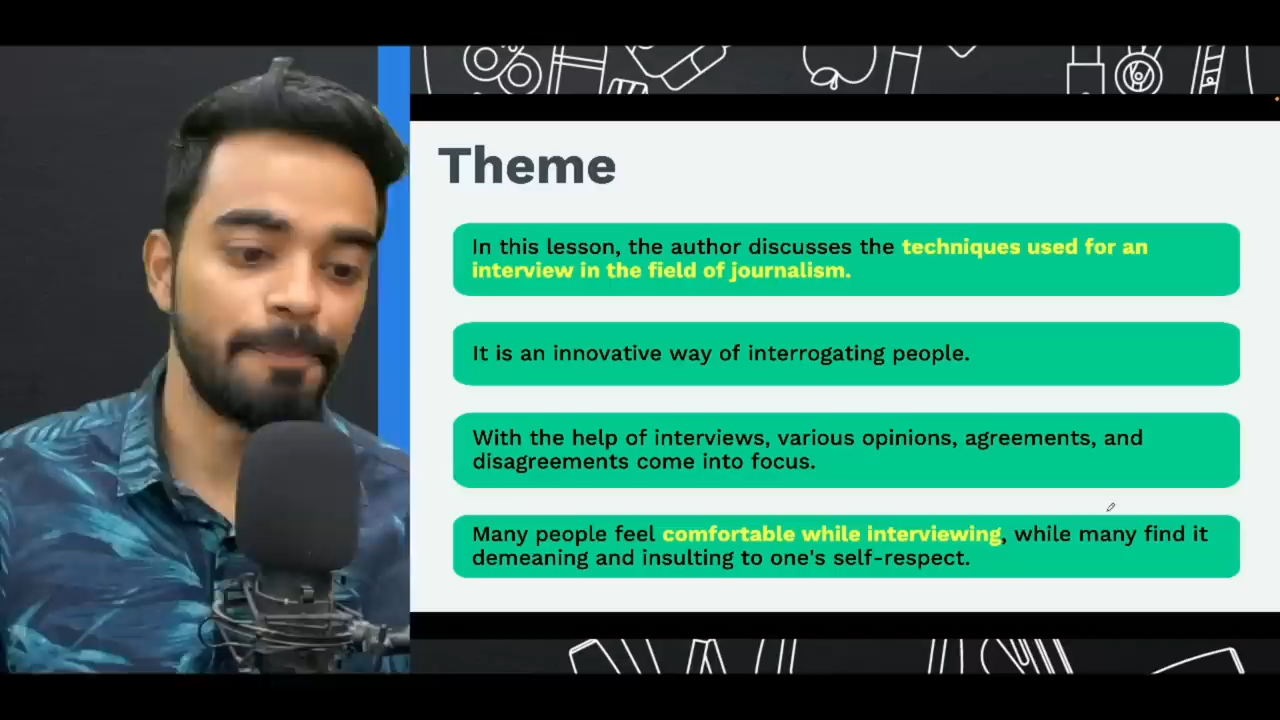 Theme
In this lesson, the author discusses the techniques used for an
interview in the field of journalism.
It is an innovative way of interrogating people.
With the help of interviews, various opinions, agreements, and
disagreements come into focus.
Many people feel comfortable while interviewing, while many find it
demeaning and insulting to one's self-respect.